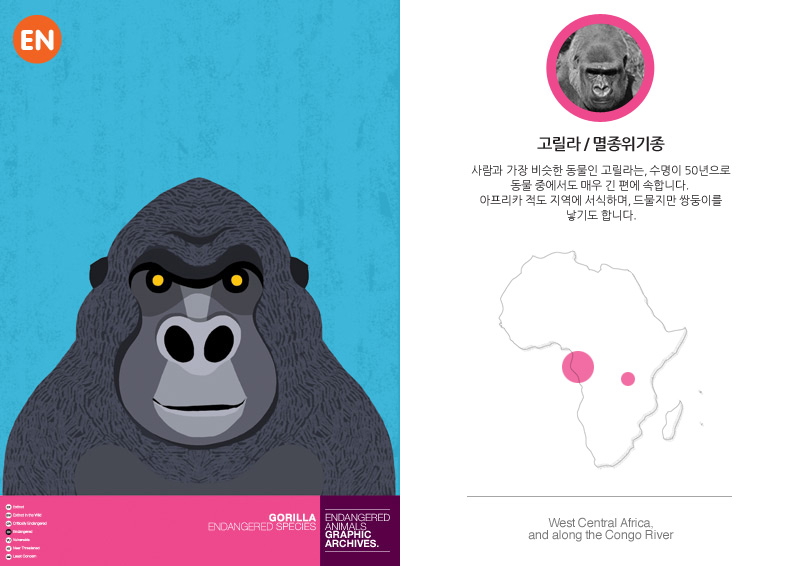 EN
Extinct
Extinct in the Wild
Critically Endangered
Endangered
Vulnerable
Near Threatened
Least Concern
GORILLA
ENDANGERED SPECIES
ENDANGERED
ANIMALS
GRAPHIC
ARCHIVES.
고릴라 / 멸종위기종
사람과 가장 비슷한 동물인 고릴라는, 수명이 50년으로
동물 중에서도 매우 긴 편에 속합니다.
아프리카 적도 지역에 서식하며, 드물지만 쌍둥이를
낳기도 합니다.
West Central Africa,
and along the Congo River